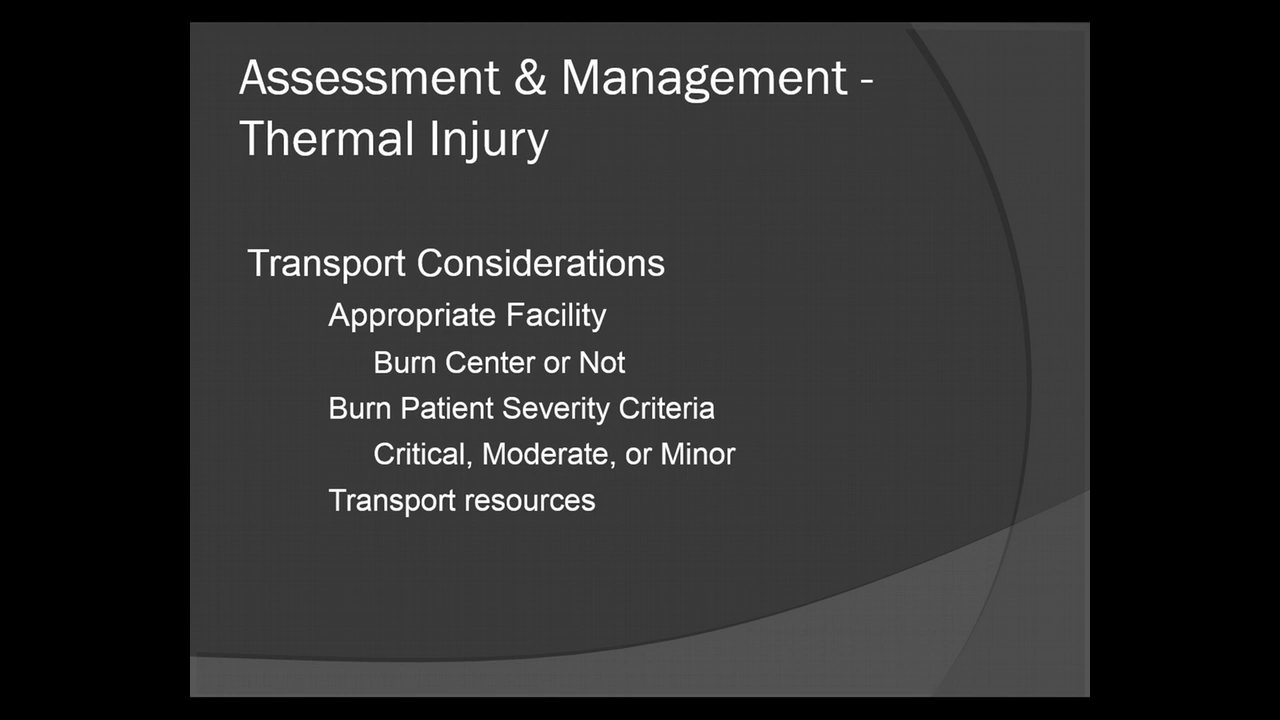 Assessment & Management -
Thermal Injury
Transport Considerations
Appropriate Facility
Burn Center or Not
Burn Patient Severity Criteria
Critical, Moderate, or Minor
Transport resources